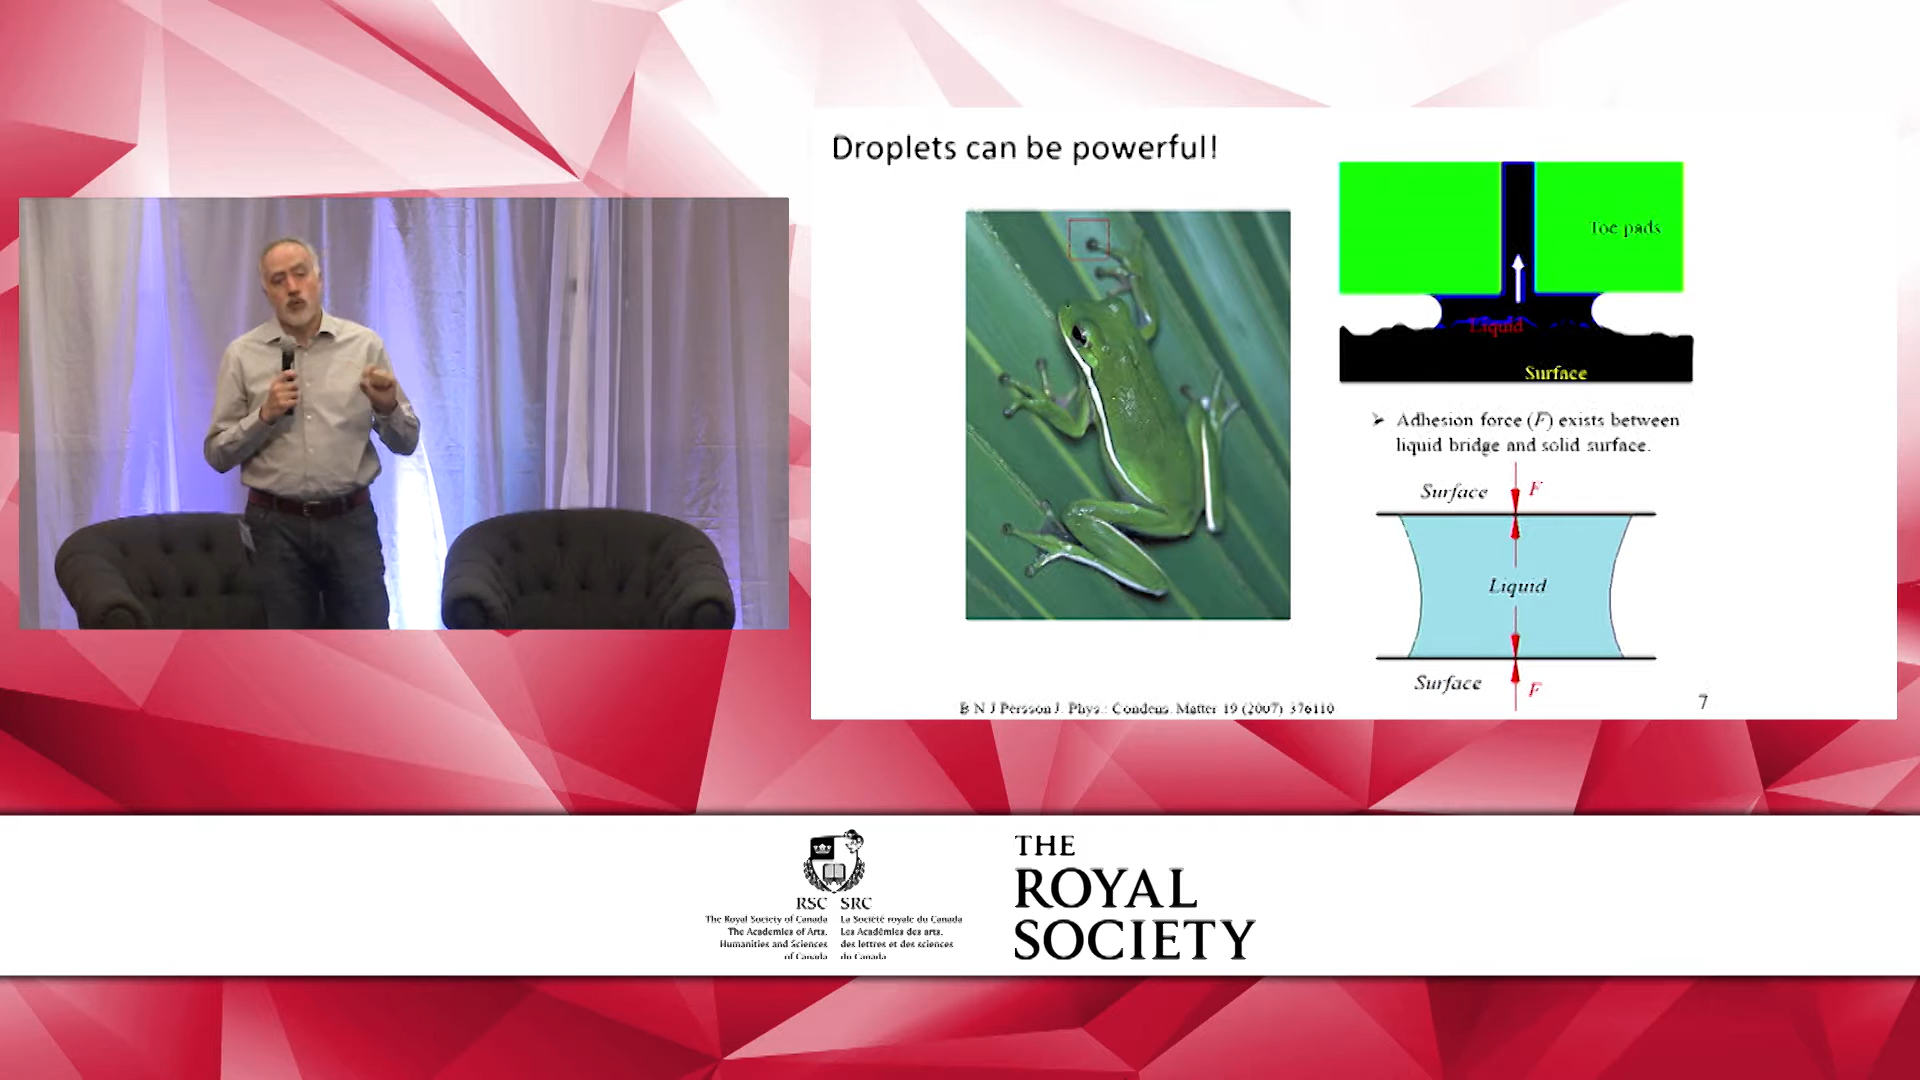 Droplets can be powerful!
Toe pads
Liquid
Surface
➢ Adhesion force (F) exists between
liquid bridge and solid surface.
Surface F
Liquid
Surface F
B N J Persson J. Phys.: Condens. Matter 19 (2007) 376110
7
RSC SRC
The Royal Society of Canada
The Academies of Arts,
Humanities and Sciences
of Canada
La Société royale du Canada
Les Académies des arts,
des lettres et des sciences
du Canada
THE
ROYAL
SOCIETY